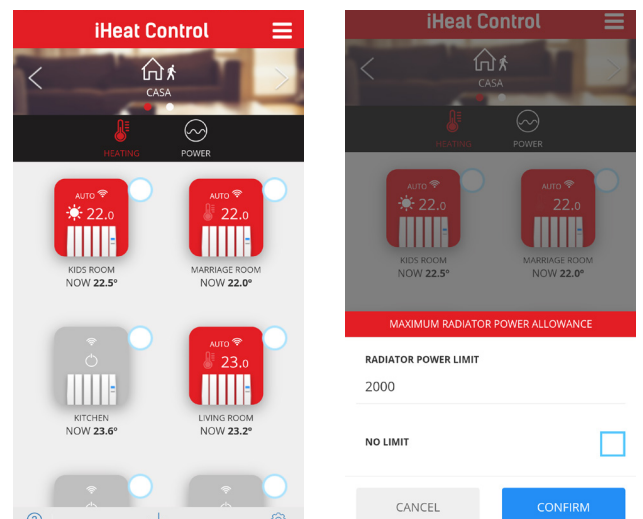 iHeat Control
CASA
HEATING
POWER
AUTO
22.0
KIDS ROOM
NOW 22.5º
AUTO
22.0
MARRIAGE ROOM
NOW 22.0º
KITCHEN
NOW 23.6º
AUTO
23.0
LIVING ROOM
NOW 23.2º
iHeat Control
CASA
HEATING
POWER
AUTO
22.0
KIDS ROOM
NOW 22.5º
AUTO
22.0
MARRIAGE ROOM
NOW 22.0º
MAXIMUM RADIATOR POWER ALLOWANCE
RADIATOR POWER LIMIT
2000
NO LIMIT
CANCEL
CONFIRM